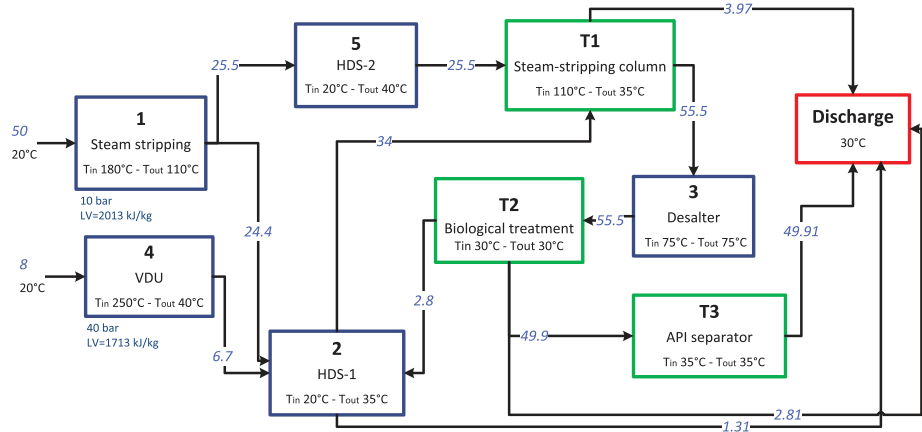 3.97
5
HDS-2
Tin 20°C - Tout 40°C
25.5
25.5
T1
Steam-stripping column
Tin 110°C - Tout 35°C
Discharge
30°C
50
20°C
1
Steam stripping
Tin 180°C - Tout 110°C
10 bar
LV=2013 kJ/kg
34
55.5
24.4
T2
Biological treatment
Tin 30°C - Tout 30°C
55.5
3
Desalter
Tin 75°C - Tout 75°C
49.91
8
20°C
4
VDU
Tin 250°C - Tout 40°C
40 bar
LV=1713 kJ/kg
6.7
2.8
49.9
T3
API separator
Tin 35°C - Tout 35°C
2
HDS-1
Tin 20°C - Tout 35°C
2.81
1.31